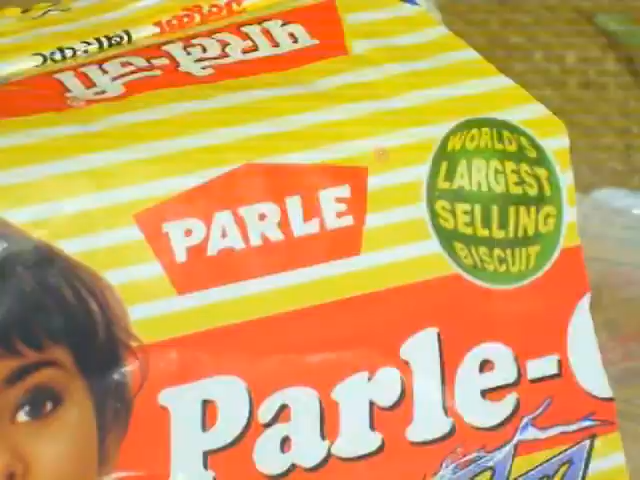 पारले-जी
PARLE
WORLD'S
LARGEST
SELLING
BISCUIT
Parle-